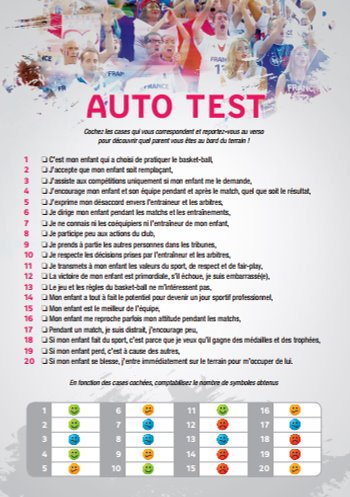 FRANCE
FRANCE
FRANCE
AUTO TEST
Cochez les cases qui vous correspondent et reportez-vous au verso
pour découvrir quel parent vous êtes au bord du terrain !
1 ❏ C'est mon enfant qui a choisi de pratiquer le basket-ball,
2 ❏ J'accepte que mon enfant soit remplaçant,
3 ❏ J'assiste aux compétitions uniquement si mon enfant me le demande,
4 ❏ J'encourage mon enfant et son équipe pendant et après le match, quel que soit le résultat,
5 ❏ J'exprime mon désaccord envers l'entraineur et les arbitres,
6 ❏ Je dirige mon enfant pendant les matchs et les entraînements,
7 ❏ Je ne connais ni les coéquipiers ni l'entraîneur de mon enfant,
8 ❏ Je participe peu aux actions du club,
9 ❏ Je prends à partie les autres personnes dans les tribunes,
10 ❏ Je respecte les décisions prises par l'entraîneur et les arbitres,
11 ❏ Je transmets à mon enfant les valeurs du sport, de respect et de fair-play,
12 ❏ La victoire de mon enfant est primordiale, s'il échoue, je suis embarrassé(e),
13 ❏ Le jeu et les règles du basket-ball ne m'intéressent pas,
14 ❏ Mon enfant a tout à fait le potentiel pour devenir un jour sportif professionnel,
15 ❏ Mon enfant est le meilleur de l'équipe,
16 ❏ Mon enfant me reproche parfois mon attitude pendant les matchs,
17 ❏ Pendant un match, je suis distrait, j'encourage peu,
18 ❏ Si mon enfant fait du sport, c'est parce que je veux qu'il gagne des médailles et des trophées,
19 ❏ Si mon enfant perd, c'est à cause des autres,
20 ❏ Si mon enfant se blesse, j'entre immédiatement sur le terrain pour m'occuper de lui.
En fonction des cases cochées, comptabilisez le nombre de symboles obtenus
1 6 11 16
2 7 12 17
3 8 13 18
4 9 14 19
5 10 15 20